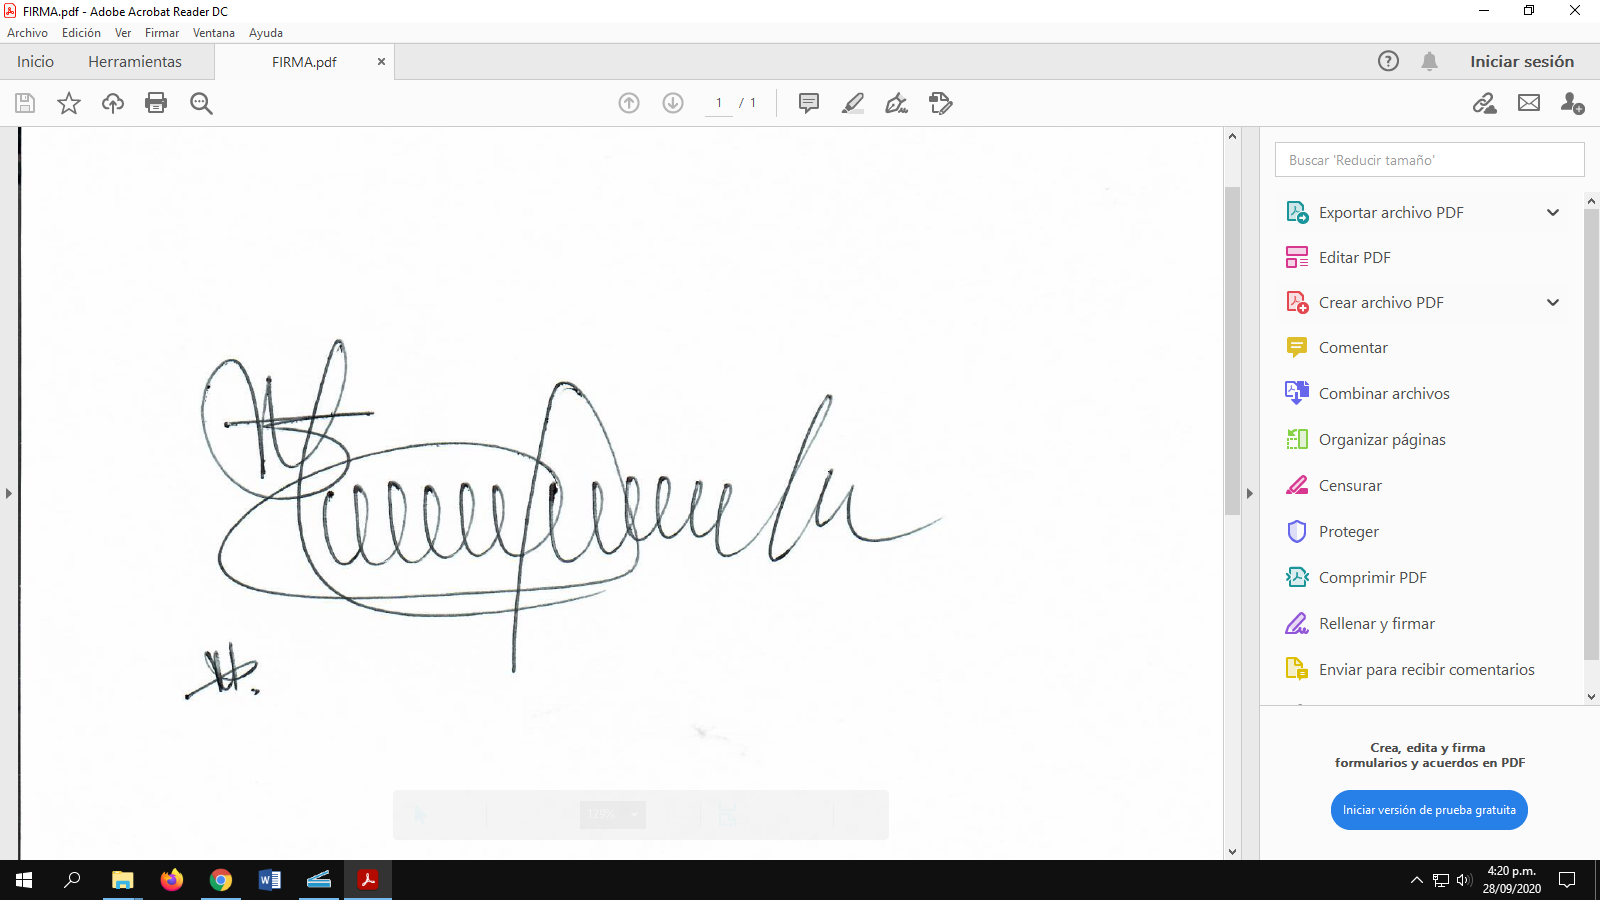 FIRMA.pdf - Adobe Acrobat Reader DC
Archivo Edición Ver Firmar Ventana Ayuda
Inicio Herramientas FIRMA.pdf × Iniciar sesión
1 / 1
Buscar 'Reducir tamaño'
Exportar archivo PDF
Editar PDF
Crear archivo PDF
Comentar
Combinar archivos
Organizar páginas
Censurar
Proteger
Comprimir PDF
Rellenar y firmar
Enviar para recibir comentarios
Crea, edita y firma
formularios y acuerdos en PDF
Iniciar versión de prueba gratuita
4:20 p.m.
28/09/2020